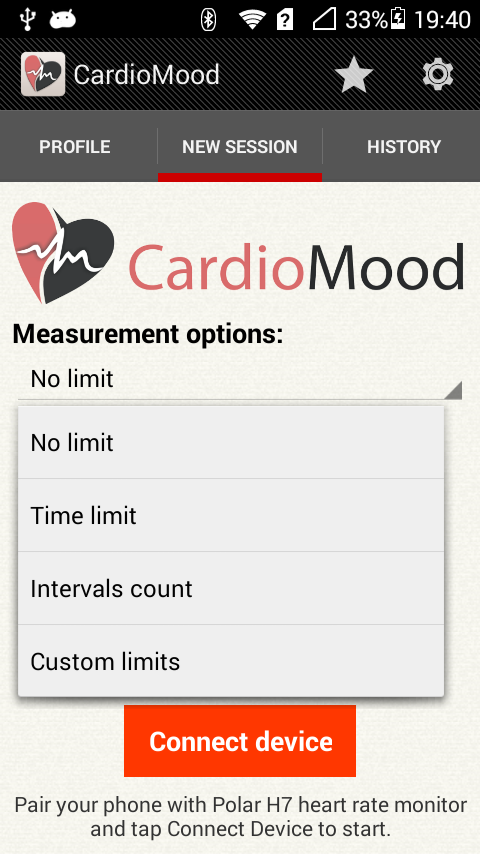 33% 19:40
CardioMood
PROFILE NEW SESSION HISTORY
CardioMood
Measurement options:
No limit
No limit
Time limit
Intervals count
Custom limits
Connect device
Pair your phone with Polar H7 heart rate monitor
and tap Connect Device to start.